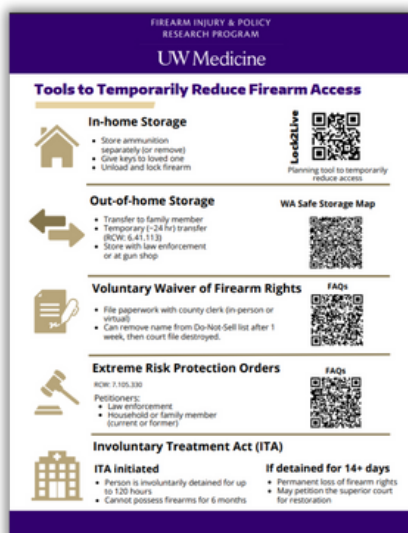 FIREARM INJURY & POLICY
RESEARCH PROGRAM
UW Medicine
Tools to Temporarily Reduce Firearm Access
In-home Storage
• Store ammunition
separately (or remove)
• Give keys to loved one
• Unload and lock firearm
Lock2Live
Planning tool to temporarily
reduce access
Out-of-home Storage
• Transfer to family member
• Temporary (~24 hr) transfer
(RCW: 6.41.113)
• Store with law enforcement
or at gun shop
WA Safe Storage Map
Voluntary Waiver of Firearm Rights
• File paperwork with county clerk (in-person or
virtual)
• Can remove name from Do-Not-Sell list after 1
week, then court file destroyed.
FAQs
Extreme Risk Protection Orders
RCW: 7.105.330
Petitioners:
• Law enforcement
• Household or family member
(current or former)
FAQs
Involuntary Treatment Act (ITA)
ITA initiated
• Person is involuntarily detained for up
to 120 hours
• Cannot possess firearms for 6 months
If detained for 14+ days
• Permanent loss of firearm rights
• May petition the superior court
for restoration